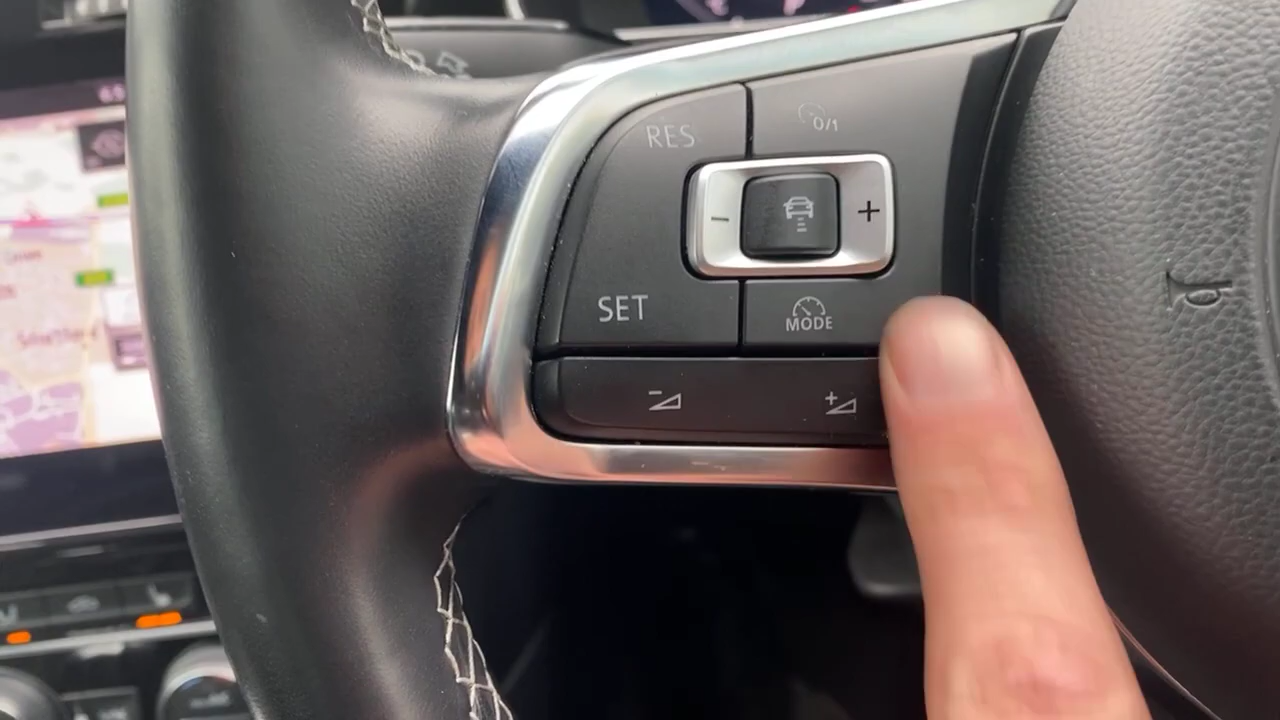 RES
0/1
- +
SET
MODE
- +